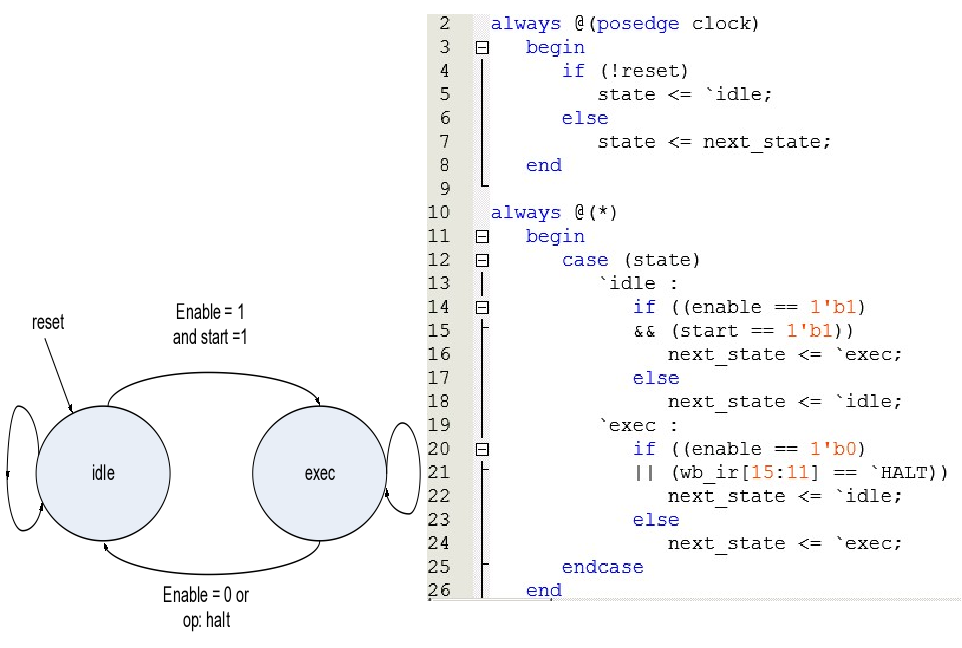 reset
Enable = 1
and start =1
idle
exec
Enable = 0 or
op: halt
2 always @(posedge clock)
3 begin
4 if (!reset)
5 state <= `idle;
6 else
7 state <= next_state;
8 end
9
10 always @(*)
11 begin
12 case (state)
13 `idle :
14 if ((enable == 1'b1)
15 && (start == 1'b1))
16 next_state <= `exec;
17 else
18 next_state <= `idle;
19 `exec :
20 if ((enable == 1'b0)
21 || (wb_ir[15:11] == `HALT))
22 next_state <= `idle;
23 else
24 next_state <= `exec;
25 endcase
26 end